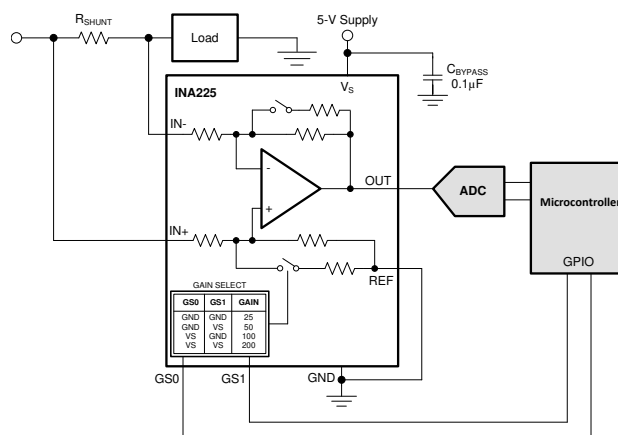 5-V Supply
RSHUNT
Load
CBYPASS
0.1µF
VS
INA225
IN-
-
OUT
ADC
Microcontroller
+
IN+
GPIO
REF
GAIN SELECT
GS0 GS1 GAIN
GND GND 25
GND VS 50
VS GND 100
VS VS 200
GS0 GS1 GND